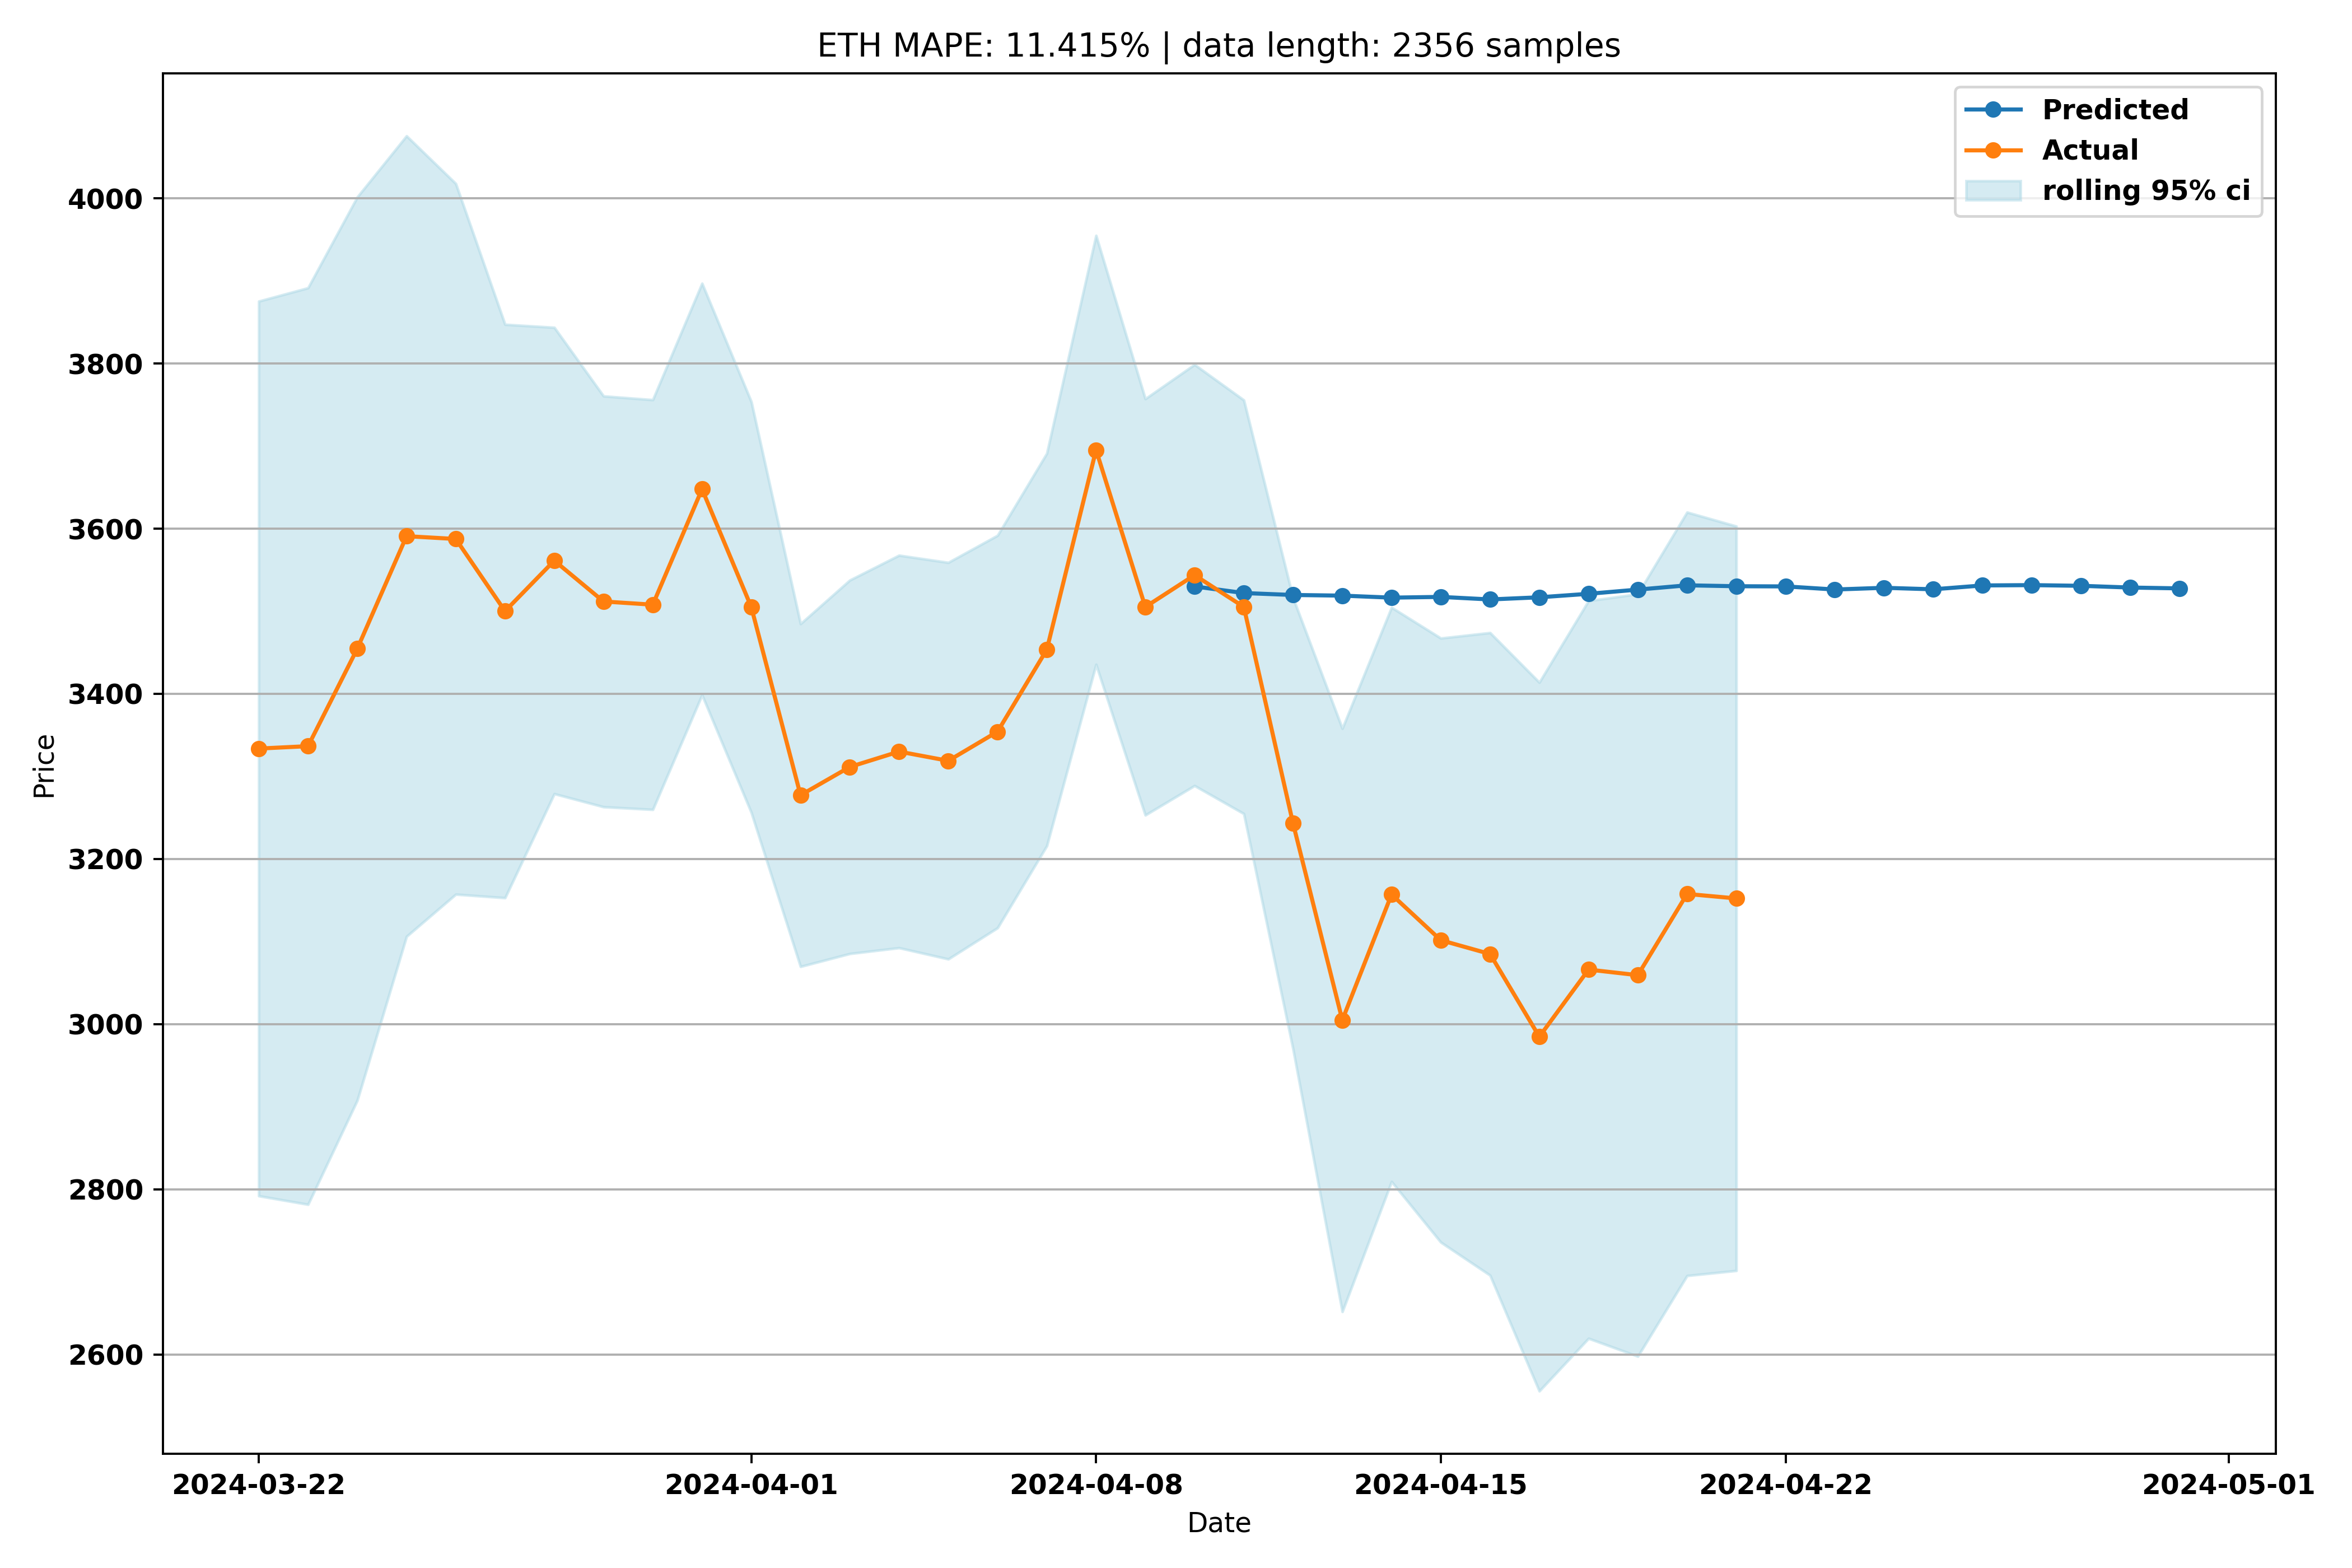 ETH MAPE: 11.415% | data length: 2356 samples
Predicted
Actual
rolling 95% ci
4000
3800
3600
3400
3200
3000
2800
2600
Price
2024-03-22
2024-04-01
2024-04-08
2024-04-15
2024-04-22
2024-05-01
Date